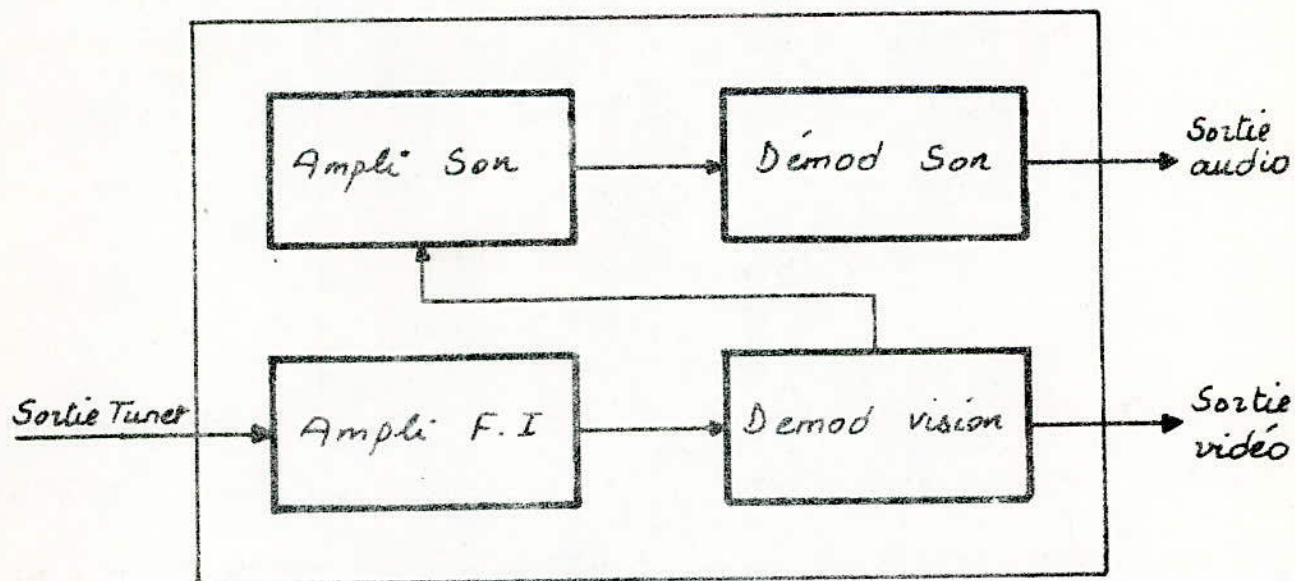 Ampli Son
Démod Son
Sortie
audio
Sortie Tuner
Ampli F.I
Demod vision
Sortie
vidéo